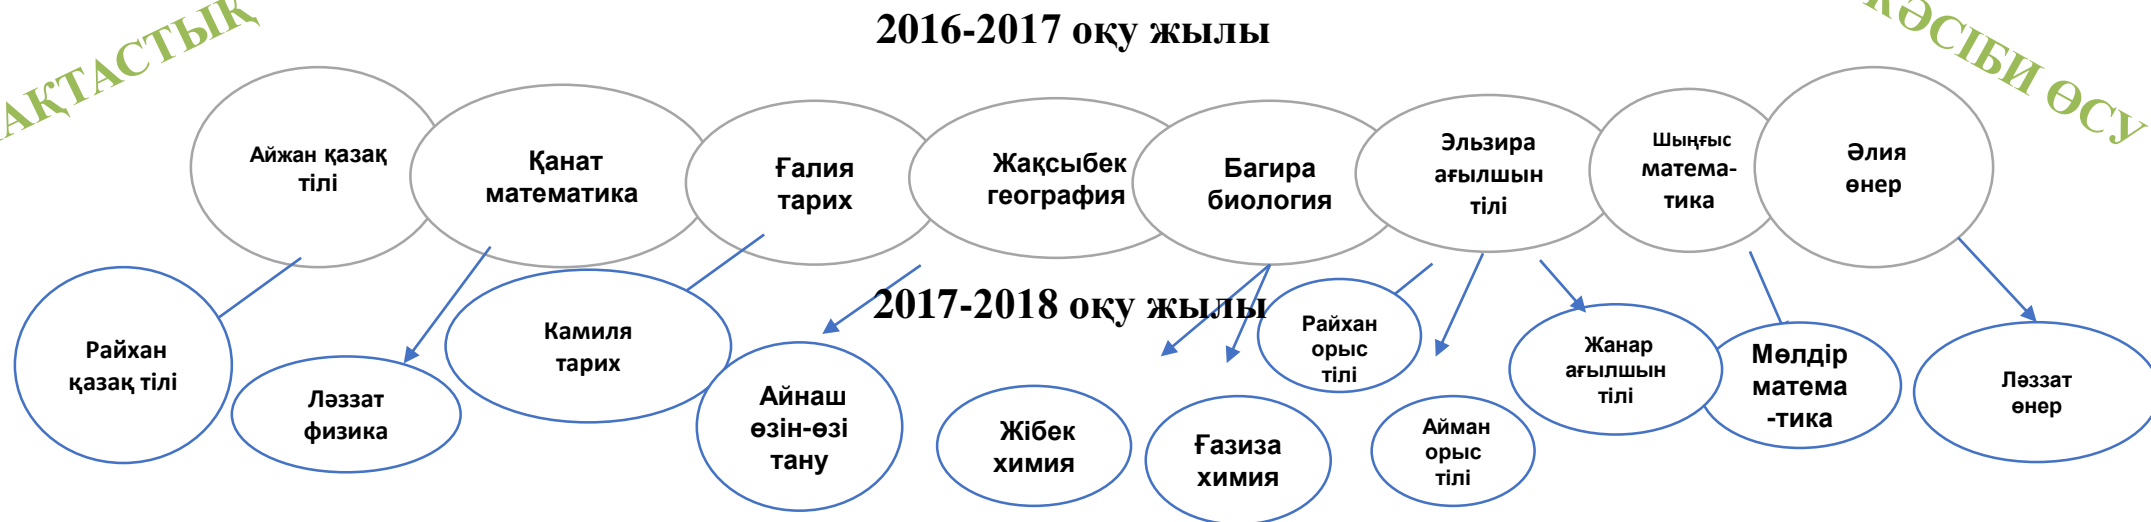 АҚТАСТЫҚ
2016-2017 оқу жылы
КӘСІБИ ӨСУ
Айжан қазақ
тілі
Қанат
математика
Ғалия
тарих
Жақсыбек
география
Багира
биология
Эльзира
ағылшын
тілі
Шыңғыс
матема-
тика
Әлия
өнер
2017-2018 оқу жылы
Райхан
қазақ тілі
Ләззат
физика
Камиля
тарих
Айнаш
өзін-өзі
тану
Жібек
химия
Ғазиза
химия
Райхан
орыс
тілі
Айман
орыс
тілі
Жанар
ағылшын
тілі
Мөлдір
матема
-тика
Ләззат
өнер